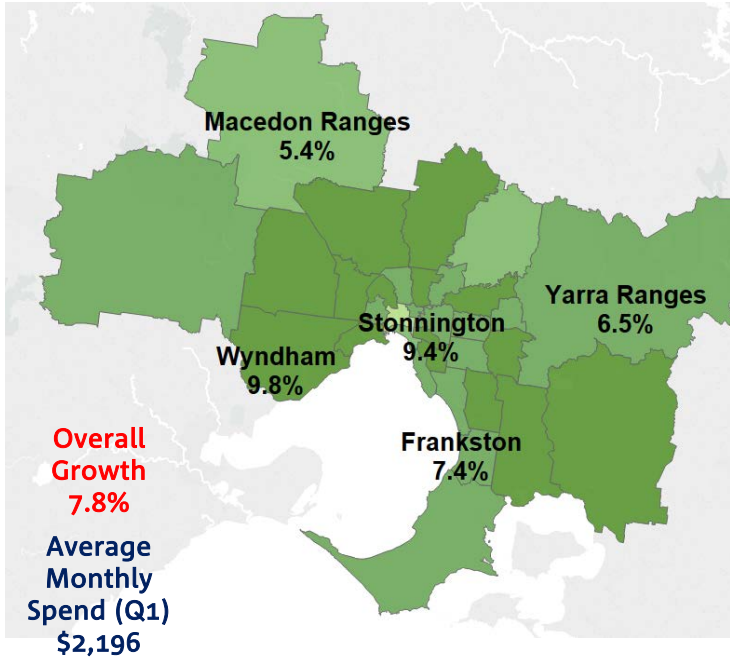 Macedon Ranges
5.4%
Yarra Ranges
6.5%
Stonnington
9.4%
Wyndham
9.8%
Frankston
7.4%
Overall
Growth
7.8%
Average
Monthly
Spend (Q1)
$2,196